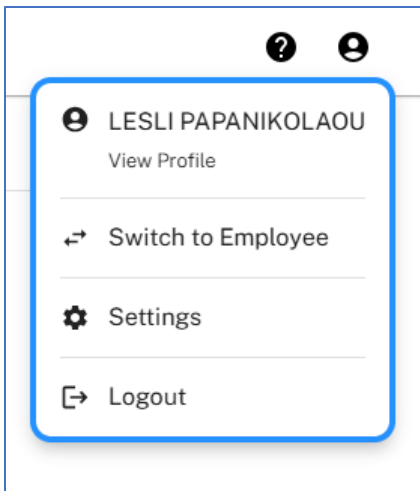 LESLI PAPANIKOLAOU
View Profile
Switch to Employee
Settings
Logout